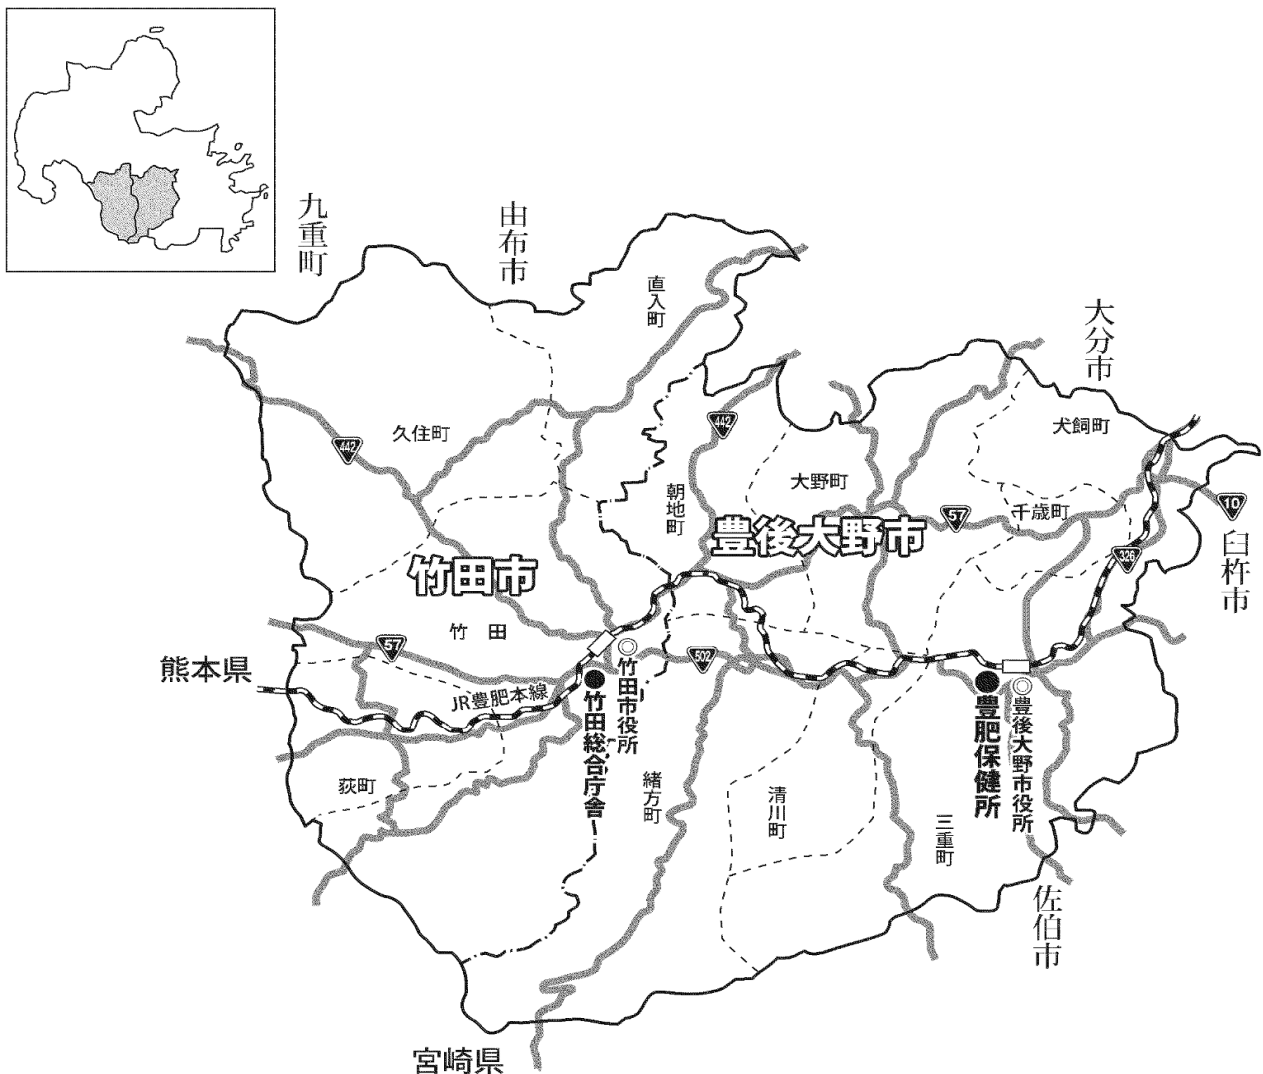 九重町
由布市
直入町
大分市
久住町
442
442
犬飼町
大野町
朝地町
千歳町
57
10
豊後大野市
326
臼杵市
竹田市
竹田
57
502
熊本県
JR豊肥本線
竹田市役所
竹田総合庁舎
豊肥保健所
豊後大野市役所
荻町
緒方町
清川町
三重町
佐伯市
宮崎県